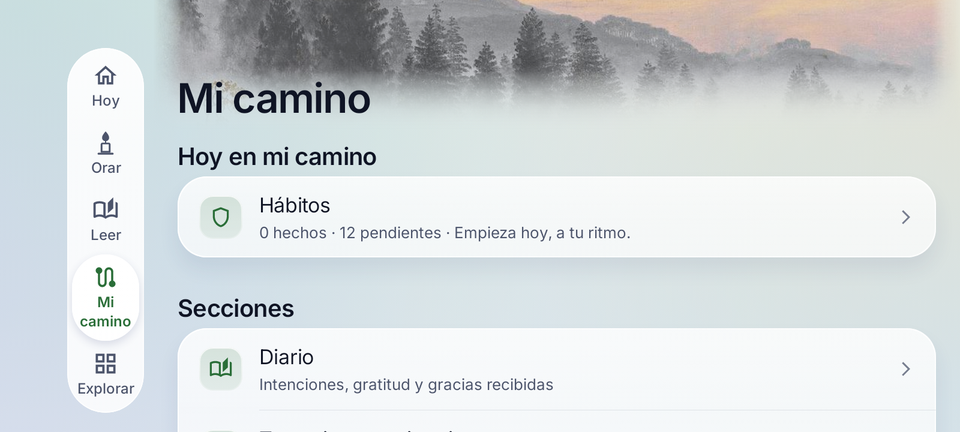 Hoy
Orar
Leer
Mi
camino
Explorar
Mi camino
Hoy en mi camino
Hábitos
0 hechos · 12 pendientes · Empieza hoy, a tu ritmo.
Secciones
Diario
Intenciones, gratitud y gracias recibidas